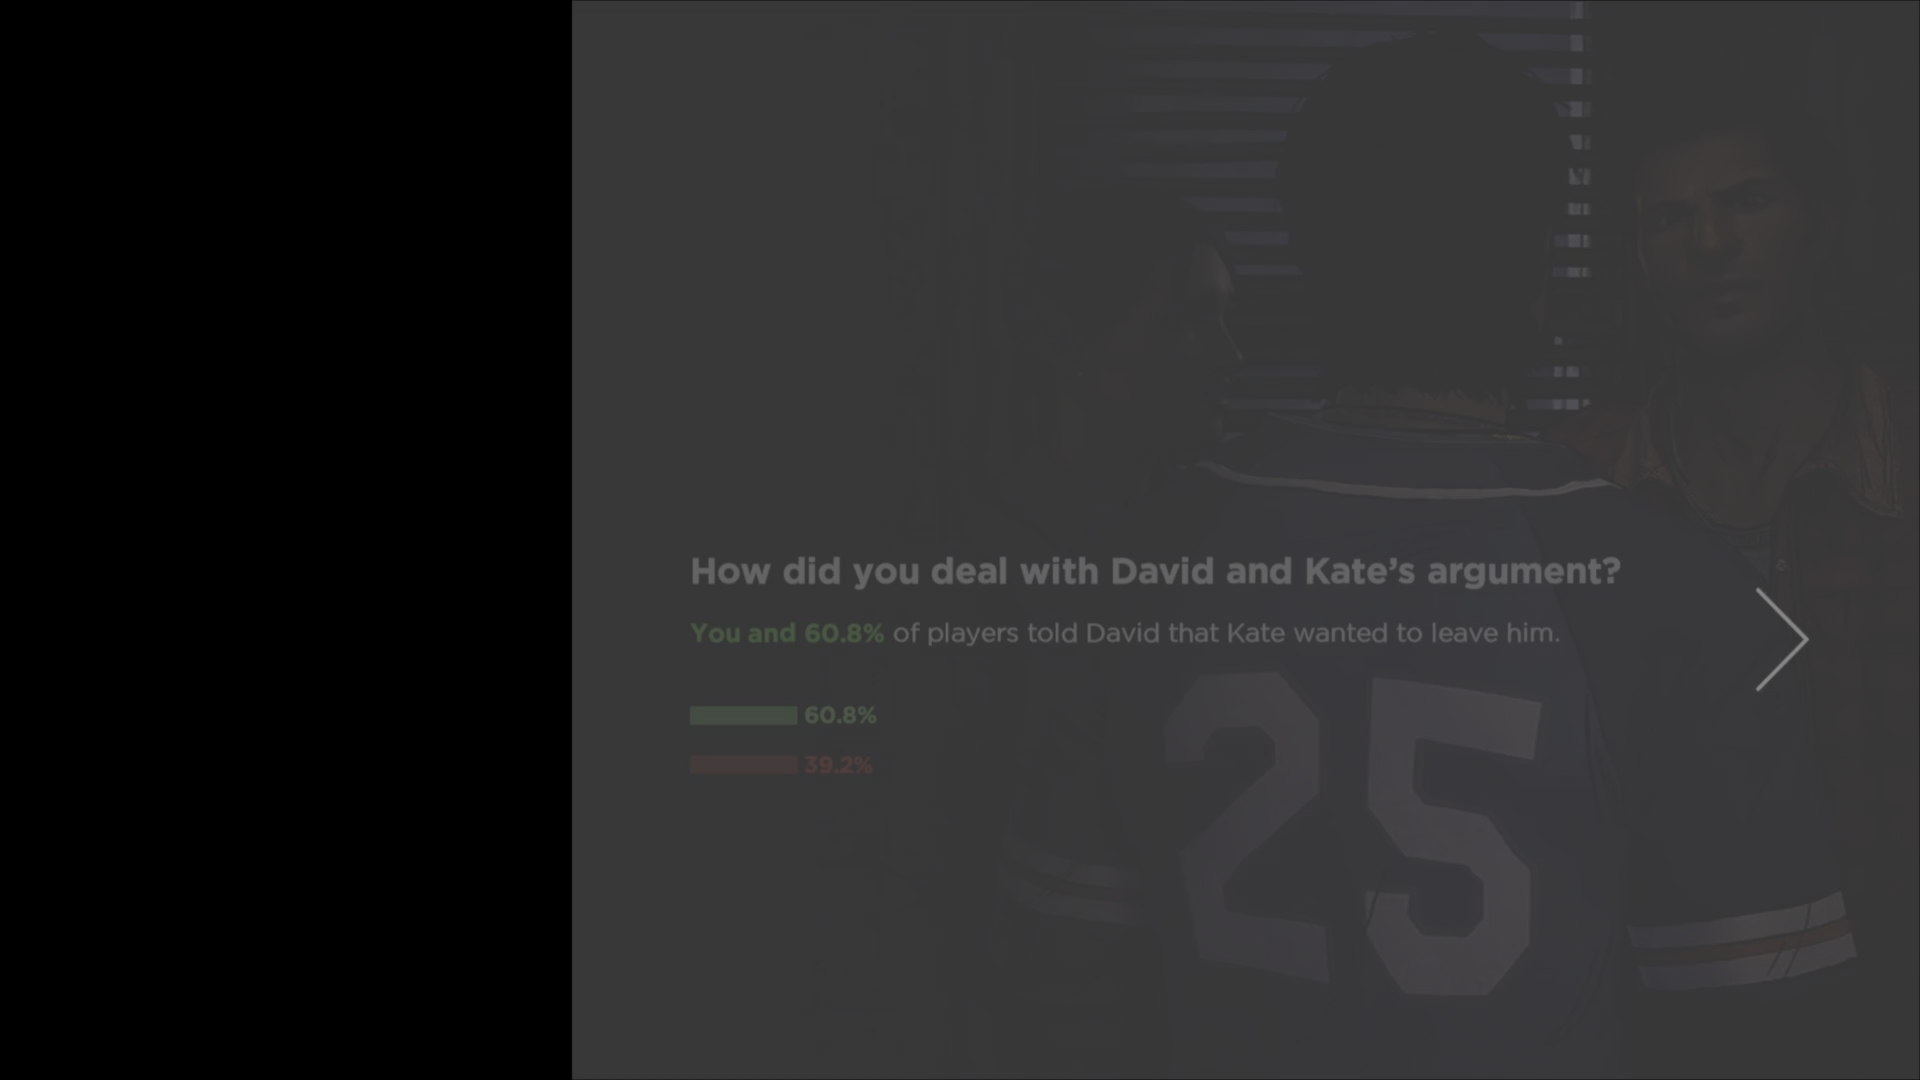 How did you deal with David and Kate’s argument?
You and 60.8% of players told David that Kate wanted to leave him.
60.8%
39.2%
25